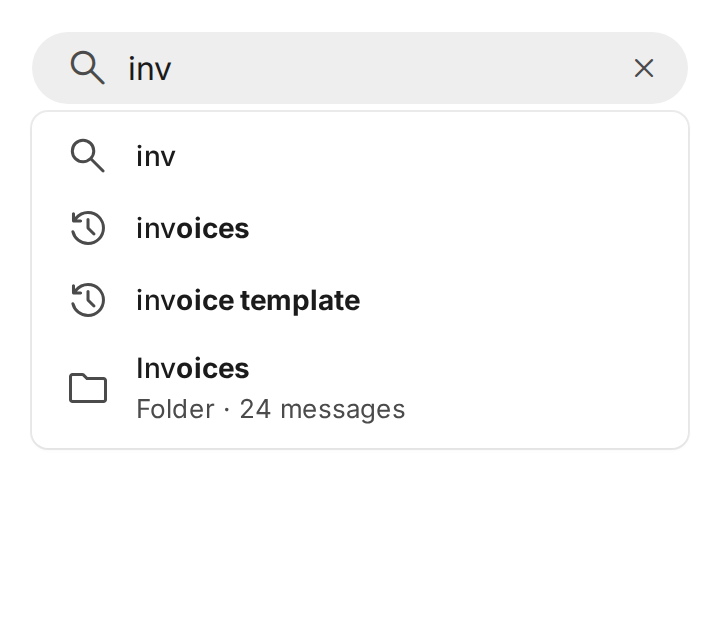 inv
inv
invoices
invoice template
Invoices
Folder · 24 messages